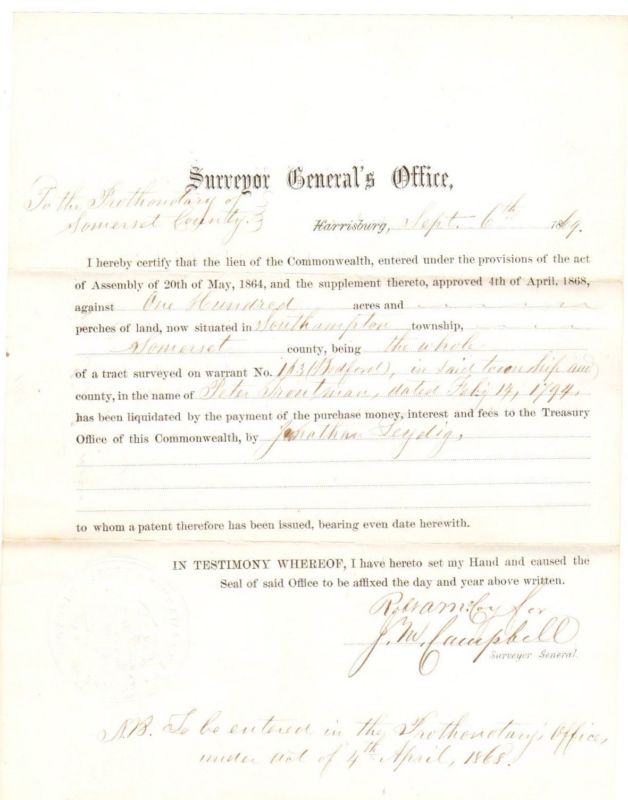 Surveyor General's Office,
To the Prothonotary of
Somerset County.
Harrisburg, Sept. 6th 1869.
I hereby certify that the lien of the Commonwealth, entered under the provisions of the act
of Assembly of 20th of May, 1864, and the supplement thereto, approved 4th of April, 1868,
against One Hundred acres and
perches of land, now situated in Southampton township,
Somerset county, being the whole
of a tract surveyed on warrant No. 113 (Bedford), in said township and
county, in the name of Peter Troutman, dated Feb'y 14, 1794,
has been liquidated by the payment of the purchase money, interest and fees to the Treasury
Office of this Commonwealth, by Jonathan Leydig,
to whom a patent therefore has been issued, bearing even date herewith.
IN TESTIMONY WHEREOF, I have hereto set my Hand and caused the
Seal of said Office to be affixed the day and year above written.
for
J. M. Campbell
Surveyor General.
NB. To be entered in the Prothonotary's Office,
under act of 4th April, 1868.